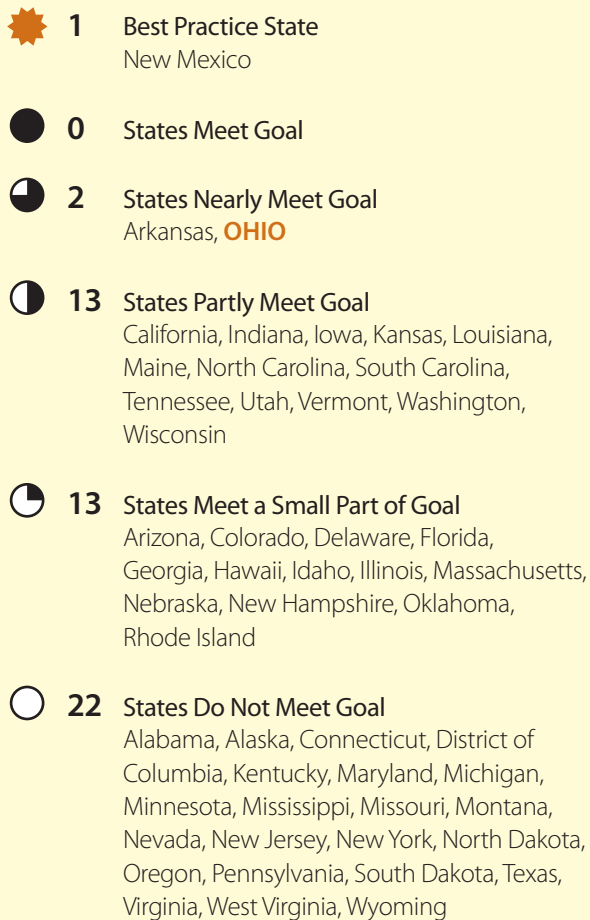 1 Best Practice State
New Mexico
0 States Meet Goal
2 States Nearly Meet Goal
Arkansas, OHIO
13 States Partly Meet Goal
California, Indiana, Iowa, Kansas, Louisiana,
Maine, North Carolina, South Carolina,
Tennessee, Utah, Vermont, Washington,
Wisconsin
13 States Meet a Small Part of Goal
Arizona, Colorado, Delaware, Florida,
Georgia, Hawaii, Idaho, Illinois, Massachusetts,
Nebraska, New Hampshire, Oklahoma,
Rhode Island
22 States Do Not Meet Goal
Alabama, Alaska, Connecticut, District of
Columbia, Kentucky, Maryland, Michigan,
Minnesota, Mississippi, Missouri, Montana,
Nevada, New Jersey, New York, North Dakota,
Oregon, Pennsylvania, South Dakota, Texas,
Virginia, West Virginia, Wyoming